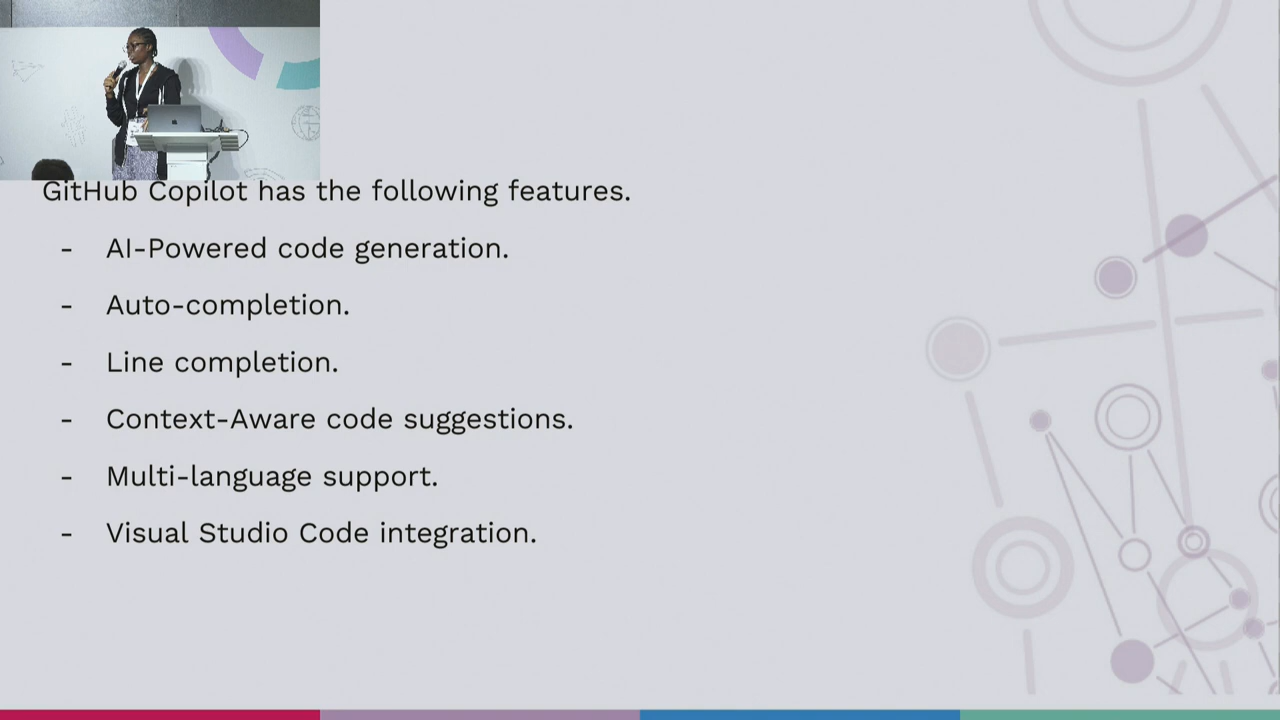 GitHub Copilot has the following features.
- AI-Powered code generation.
- Auto-completion.
- Line completion.
- Context-Aware code suggestions.
- Multi-language support.
- Visual Studio Code integration.